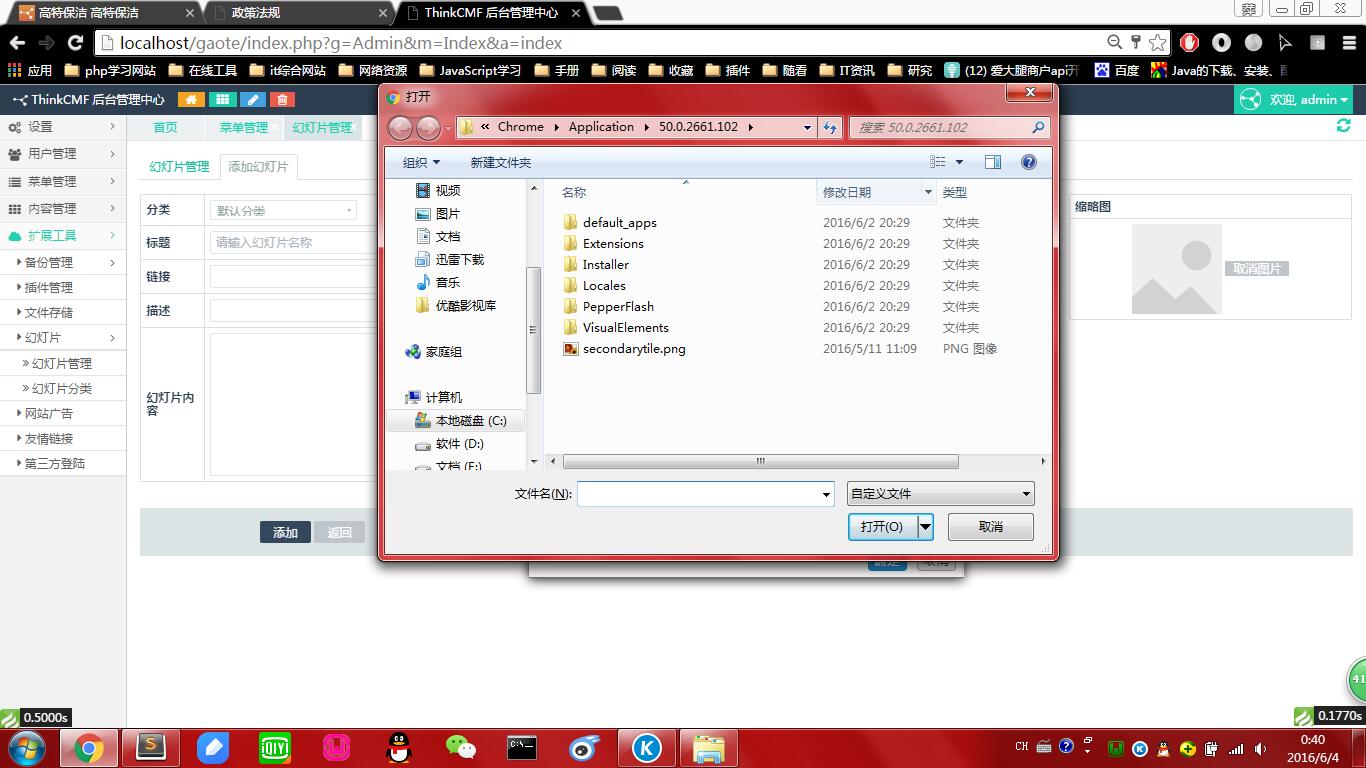 高特保洁 高特保洁
政策法规
ThinkCMF 后台管理中心
localhost/gaote/index.php?g=Admin&m=Index&a=index
应用 php学习网站 在线工具 it综合网站 网络资源 JavaScript学习 手册 阅读 收藏 插件 随看 IT资讯 研究 (12) 爱大腿商户api开 百度 Java的下载、安装、
ThinkCMF 后台管理中心
欢迎, admin
设置
用户管理
菜单管理
内容管理
扩展工具
备份管理
插件管理
文件存储
幻灯片
幻灯片管理
幻灯片分类
网站广告
友情链接
第三方登陆
首页 菜单管理 幻灯片管理
幻灯片管理 添加幻灯片
分类 默认分类
标题 请输入幻灯片名称
链接
描述
幻灯片内容
添加 返回
缩略图
取消图片
打开
« Chrome Application 50.0.2661.102
搜索 50.0.2661.102
组织 新建文件夹
视频
图片
文档
迅雷下载
音乐
优酷影视库
家庭组
计算机
本地磁盘 (C:)
软件 (D:)
名称 修改日期 类型
default_apps 2016/6/2 20:29 文件夹
Extensions 2016/6/2 20:29 文件夹
Installer 2016/6/2 20:29 文件夹
Locales 2016/6/2 20:29 文件夹
PepperFlash 2016/6/2 20:29 文件夹
VisualElements 2016/6/2 20:29 文件夹
secondarytile.png 2016/5/11 11:09 PNG 图像
文件名(N):
自定义文件
打开(O) 取消
41
0.5000s
0.1770s
iQIYI
CH
0:40
2016/6/4